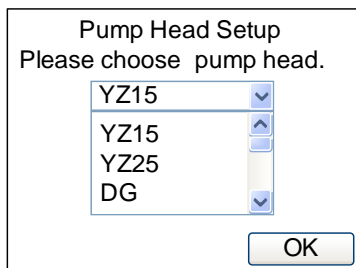 Pump Head Setup
Please choose pump head.
YZ15
YZ15
YZ25
DG
OK